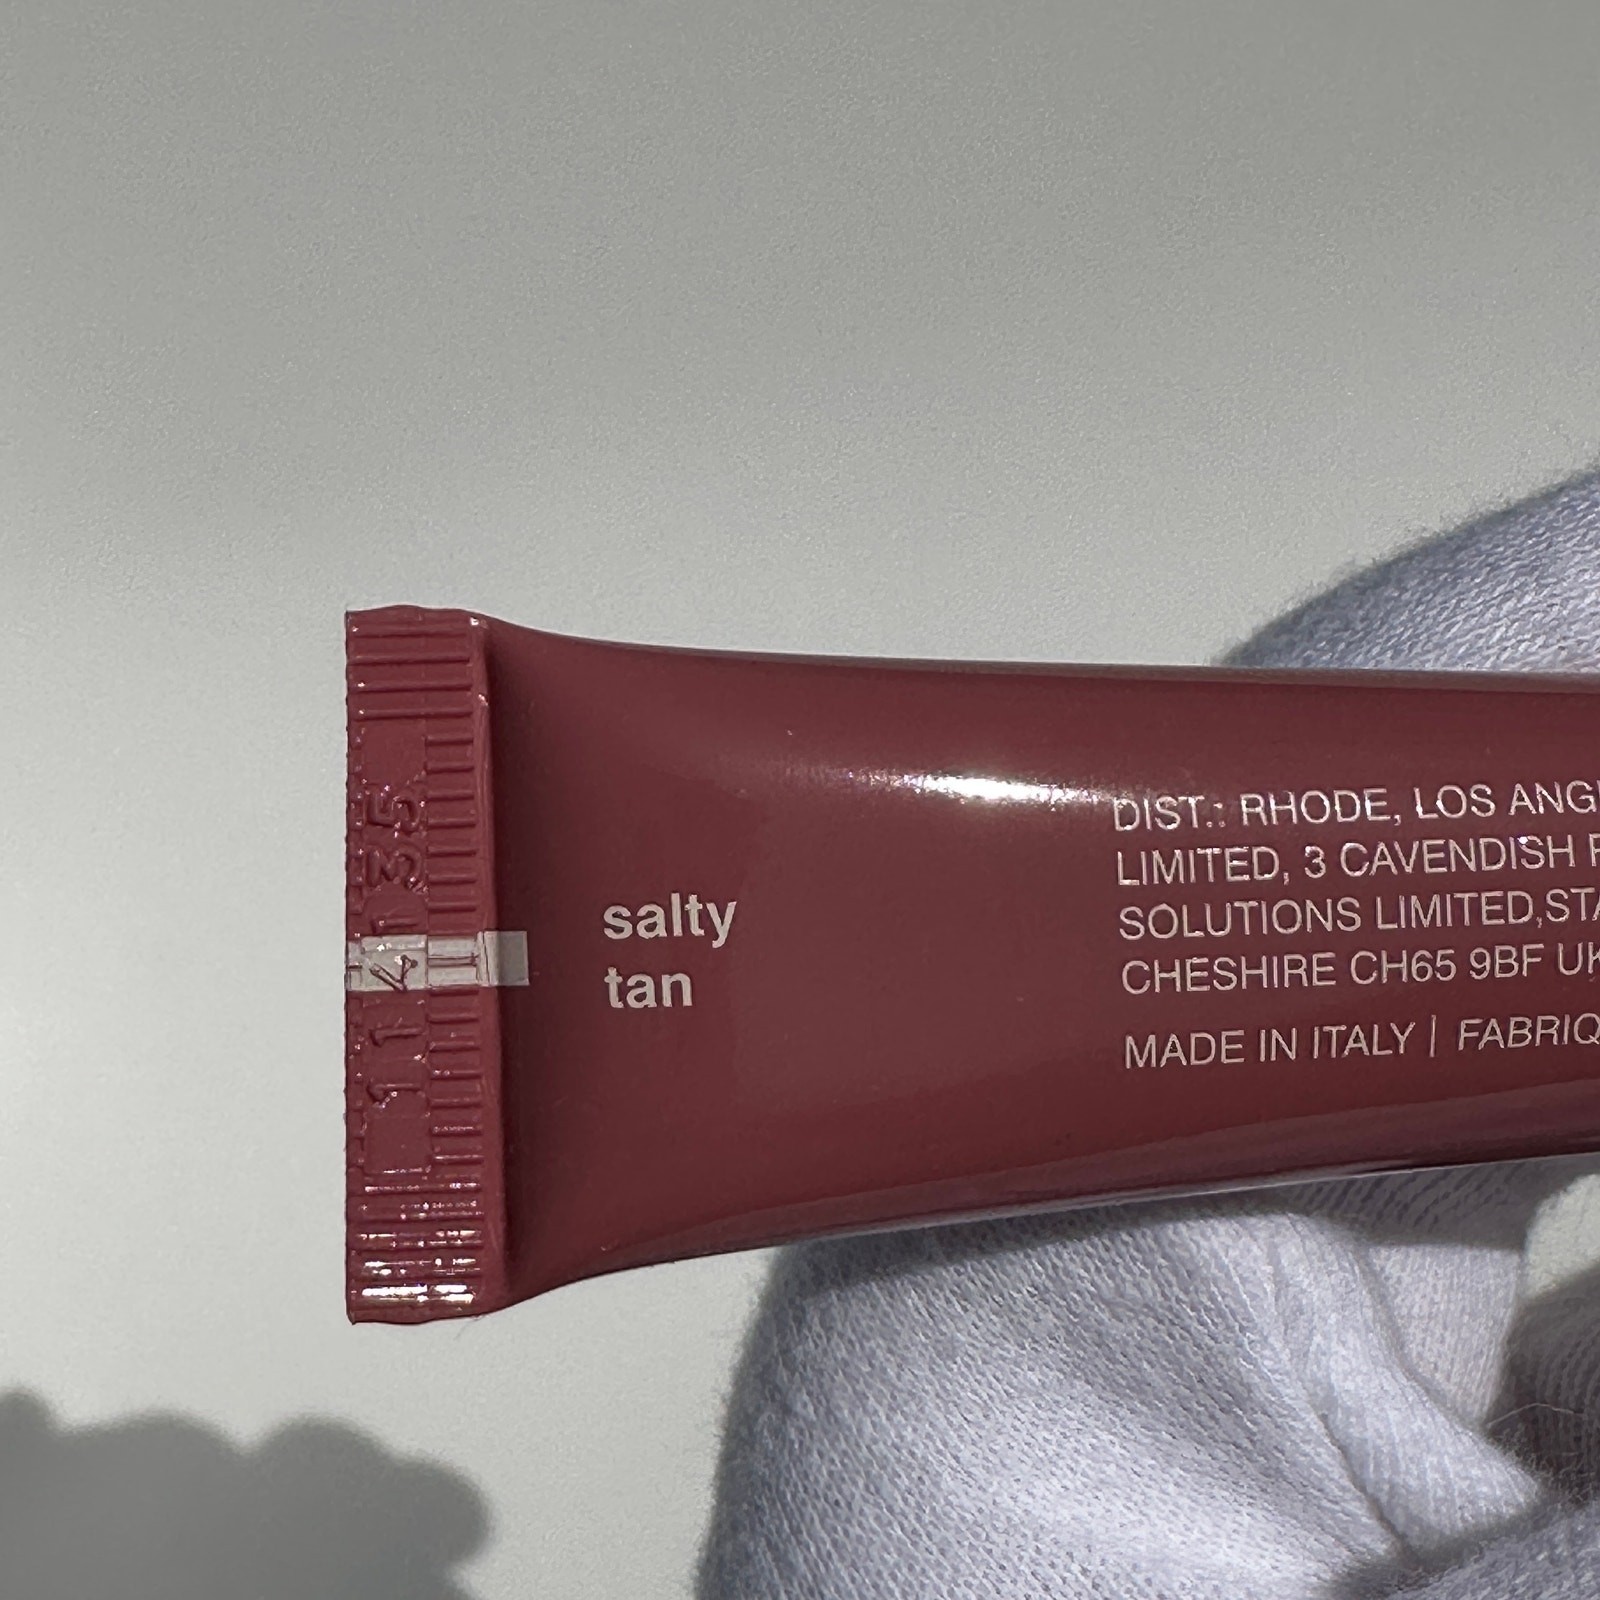 salty
tan
DIST.: RHODE, LOS ANG
LIMITED, 3 CAVENDISH
SOLUTIONS LIMITED,STA
CHESHIRE CH65 9BF UK
MADE IN ITALY | FABRIQ